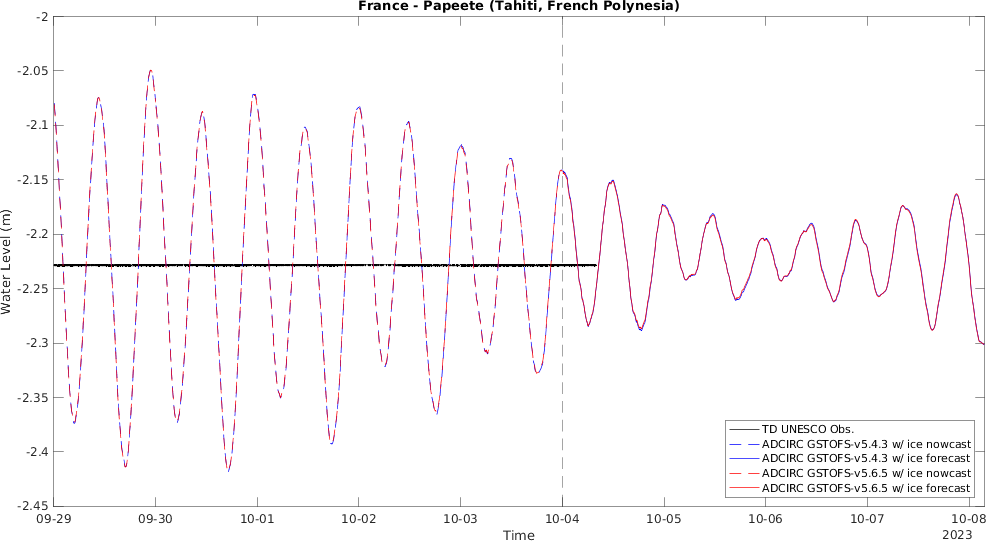 France - Papeete (Tahiti, French Polynesia)
-2
-2.05
-2.1
-2.15
-2.2
-2.25
-2.3
-2.35
-2.4
-2.45
Water Level (m)
09-29 09-30 10-01 10-02 10-03 10-04 10-05 10-06 10-07 10-08
Time
2023
TD UNESCO Obs.
ADCIRC GSTOFS-v5.4.3 w/ ice nowcast
ADCIRC GSTOFS-v5.4.3 w/ ice forecast
ADCIRC GSTOFS-v5.6.5 w/ ice nowcast
ADCIRC GSTOFS-v5.6.5 w/ ice forecast